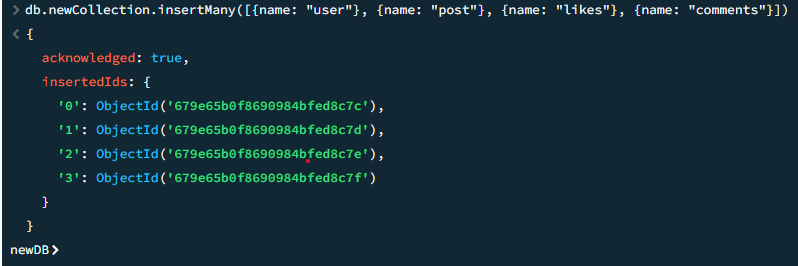 > db.newCollection.insertMany([{name: "user"}, {name: "post"}, {name: "likes"}, {name: "comments"}])
< {
    acknowledged: true,
    insertedIds: {
      '0': ObjectId('679e65b0f8690984bfed8c7c'),
      '1': ObjectId('679e65b0f8690984bfed8c7d'),
      '2': ObjectId('679e65b0f8690984bfed8c7e'),
      '3': ObjectId('679e65b0f8690984bfed8c7f')
    }
  }
newDB>